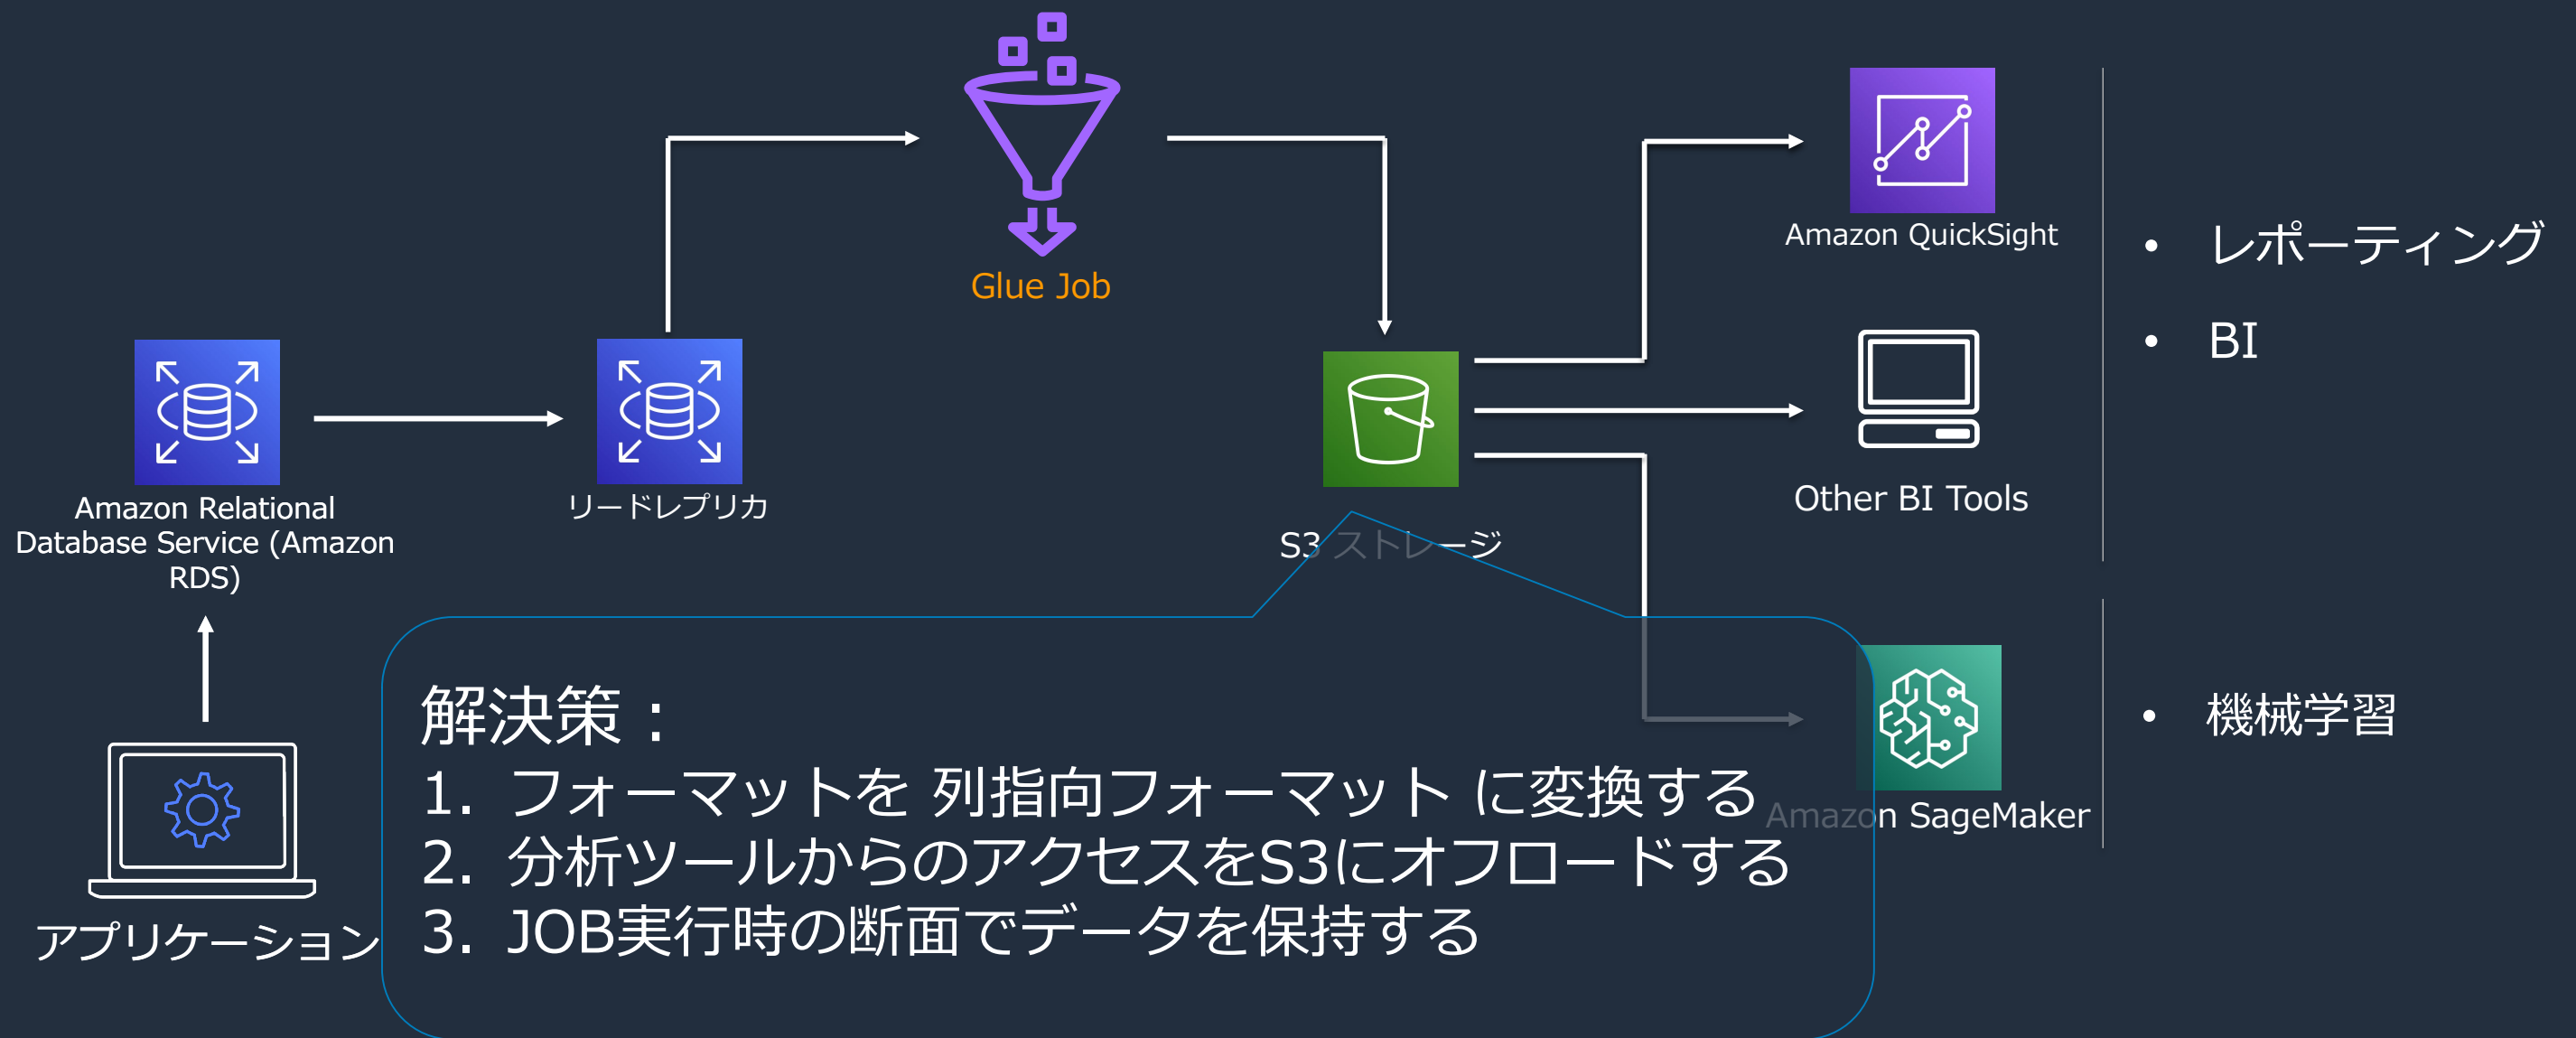 Glue Job
Amazon QuickSight
• レポーティング
• BI
Amazon Relational
Database Service (Amazon
RDS)
リードレプリカ
S3 ストレージ
Other BI Tools
アプリケーション
解決策：
1. フォーマットを 列指向フォーマット に変換する
2. 分析ツールからのアクセスをS3にオフロードする
3. JOB実行時の断面でデータを保持する
Amazon SageMaker
• 機械学習